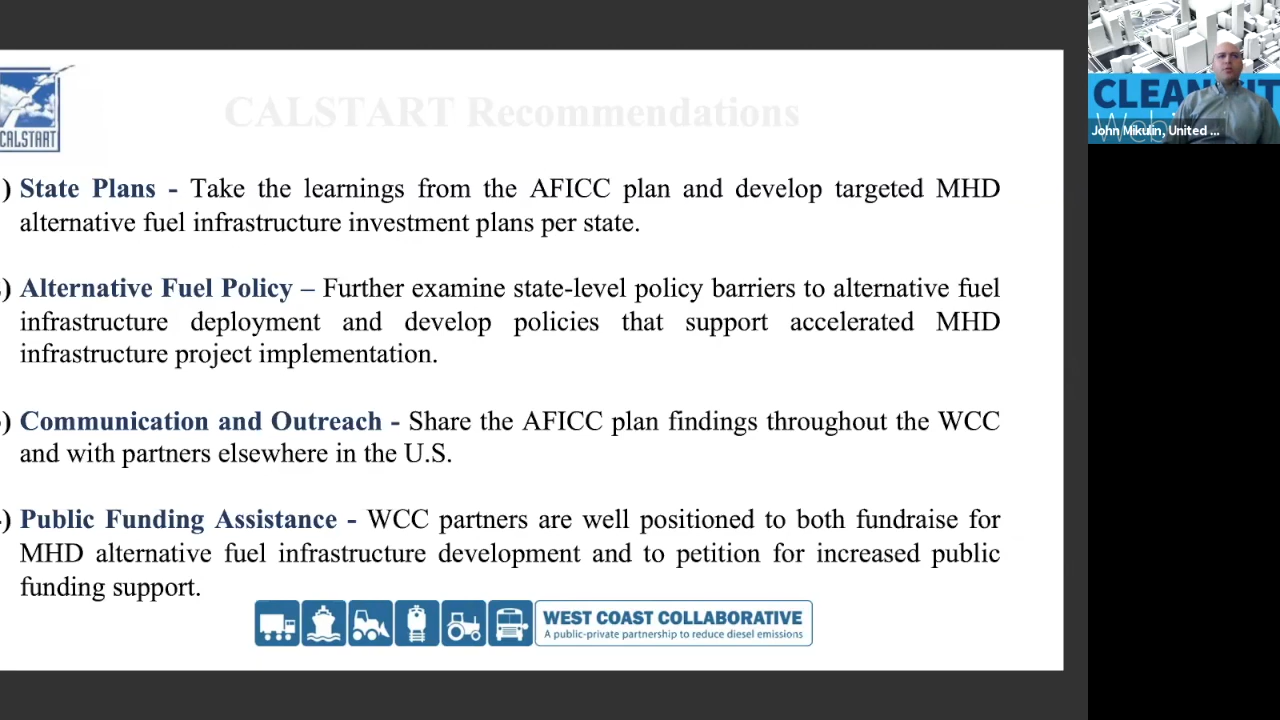 CALSTART
CALSTART Recommendations
) State Plans - Take the learnings from the AFICC plan and develop targeted MHD
alternative fuel infrastructure investment plans per state.
) Alternative Fuel Policy – Further examine state-level policy barriers to alternative fuel
infrastructure deployment and develop policies that support accelerated MHD
infrastructure project implementation.
) Communication and Outreach - Share the AFICC plan findings throughout the WCC
and with partners elsewhere in the U.S.
) Public Funding Assistance - WCC partners are well positioned to both fundraise for
MHD alternative fuel infrastructure development and to petition for increased public
funding support.
WEST COAST COLLABORATIVE
A public-private partnership to reduce diesel emissions
CLEAN
John Mikulin, United ...